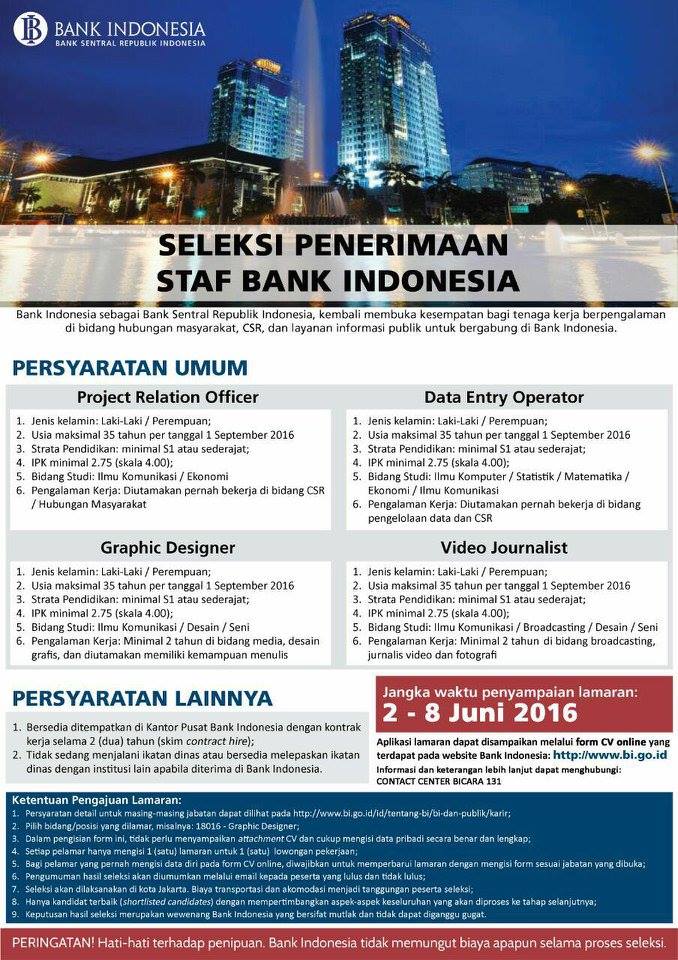 BANK INDONESIA
BANK SENTRAL REPUBLIK INDONESIA
SELEKSI PENERIMAAN
STAF BANK INDONESIA
Bank Indonesia sebagai Bank Sentral Republik Indonesia, kembali membuka kesempatan bagi tenaga kerja berpengalaman
di bidang hubungan masyarakat, CSR, dan layanan informasi publik untuk bergabung di Bank Indonesia.
PERSYARATAN UMUM
Project Relation Officer
1. Jenis kelamin: Laki-Laki / Perempuan;
2. Usia maksimal 35 tahun per tanggal 1 September 2016
3. Strata Pendidikan: minimal S1 atau sederajat;
4. IPK minimal 2.75 (skala 4.00);
5. Bidang Studi: Ilmu Komunikasi / Ekonomi
6. Pengalaman Kerja: Diutamakan pernah bekerja di bidang CSR
/ Hubungan Masyarakat
Data Entry Operator
1. Jenis kelamin: Laki-Laki / Perempuan;
2. Usia maksimal 35 tahun per tanggal 1 September 2016
3. Strata Pendidikan: minimal S1 atau sederajat;
4. IPK minimal 2.75 (skala 4.00);
5. Bidang Studi: Ilmu Komputer / Statistik / Matematika /
Ekonomi / Ilmu Komunikasi
6. Pengalaman Kerja: Diutamakan pernah bekerja di bidang
pengelolaan data dan CSR
Graphic Designer
1. Jenis kelamin: Laki-Laki / Perempuan;
2. Usia maksimal 35 tahun per tanggal 1 September 2016
3. Strata Pendidikan: minimal S1 atau sederajat;
4. IPK minimal 2.75 (skala 4.00);
5. Bidang Studi: Ilmu Komunikasi / Desain / Seni
6. Pengalaman Kerja: Minimal 2 tahun di bidang media, desain
grafis, dan diutamakan memiliki kemampuan menulis
Video Journalist
1. Jenis kelamin: Laki-Laki / Perempuan;
2. Usia maksimal 35 tahun per tanggal 1 September 2016
3. Strata Pendidikan: minimal S1 atau sederajat;
4. IPK minimal 2.75 (skala 4.00);
5. Bidang Studi: Ilmu Komunikasi / Broadcasting / Desain / Seni
6. Pengalaman Kerja: Minimal 2 tahun di bidang broadcasting,
jurnalis video dan fotografi
PERSYARATAN LAINNYA
1. Bersedia ditempatkan di Kantor Pusat Bank Indonesia dengan kontrak
kerja selama 2 (dua) tahun (skim contract hire);
2. Tidak sedang menjalani ikatan dinas atau bersedia melepaskan ikatan
dinas dengan institusi lain apabila diterima di Bank Indonesia.
Jangka waktu penyampaian lamaran:
2 - 8 Juni 2016
Aplikasi lamaran dapat disampaikan melalui form CV online yang
terdapat pada website Bank Indonesia: http://www.bi.go.id
Informasi dan keterangan lebih lanjut dapat menghubungi:
CONTACT CENTER BICARA 131
Ketentuan Pengajuan Lamaran:
1. Persyaratan detail untuk masing-masing jabatan dapat dilihat pada http://www.bi.go.id/id/tentang-bi/bi-dan-publik/karir;
2. Pilih bidang/posisi yang dilamar, misalnya: 18016 - Graphic Designer;
3. Dalam pengisian form ini, tidak perlu menyampaikan attachment CV dan cukup mengisi data pribadi secara benar dan lengkap;
4. Setiap pelamar hanya mengisi 1 (satu) lamaran untuk 1 (satu) lowongan pekerjaan;
5. Bagi pelamar yang pernah mengisi data diri pada form CV online, diwajibkan untuk memperbarui lamaran dengan mengisi form sesuai jabatan yang dibuka;
6. Pengumuman hasil seleksi akan diumumkan melalui email kepada peserta yang lulus dan tidak lulus;
7. Seleksi akan dilaksanakan di kota Jakarta. Biaya transportasi dan akomodasi menjadi tanggungan peserta seleksi;
8. Hanya kandidat terbaik (shortlisted candidates) dengan mempertimbangkan aspek-aspek keseluruhan yang akan diproses ke tahap selanjutnya;
9. Keputusan hasil seleksi merupakan wewenang Bank Indonesia yang bersifat mutlak dan tidak dapat diganggu gugat.
PERINGATAN! Hati-hati terhadap penipuan. Bank Indonesia tidak memungut biaya apapun selama proses seleksi.